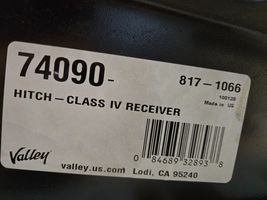 74090-
817-1066
100128
Made in US
HITCH-CLASS IV RECEIVER
Valley
valley.us.com Lodi, CA 95240
0 84689 32893 8